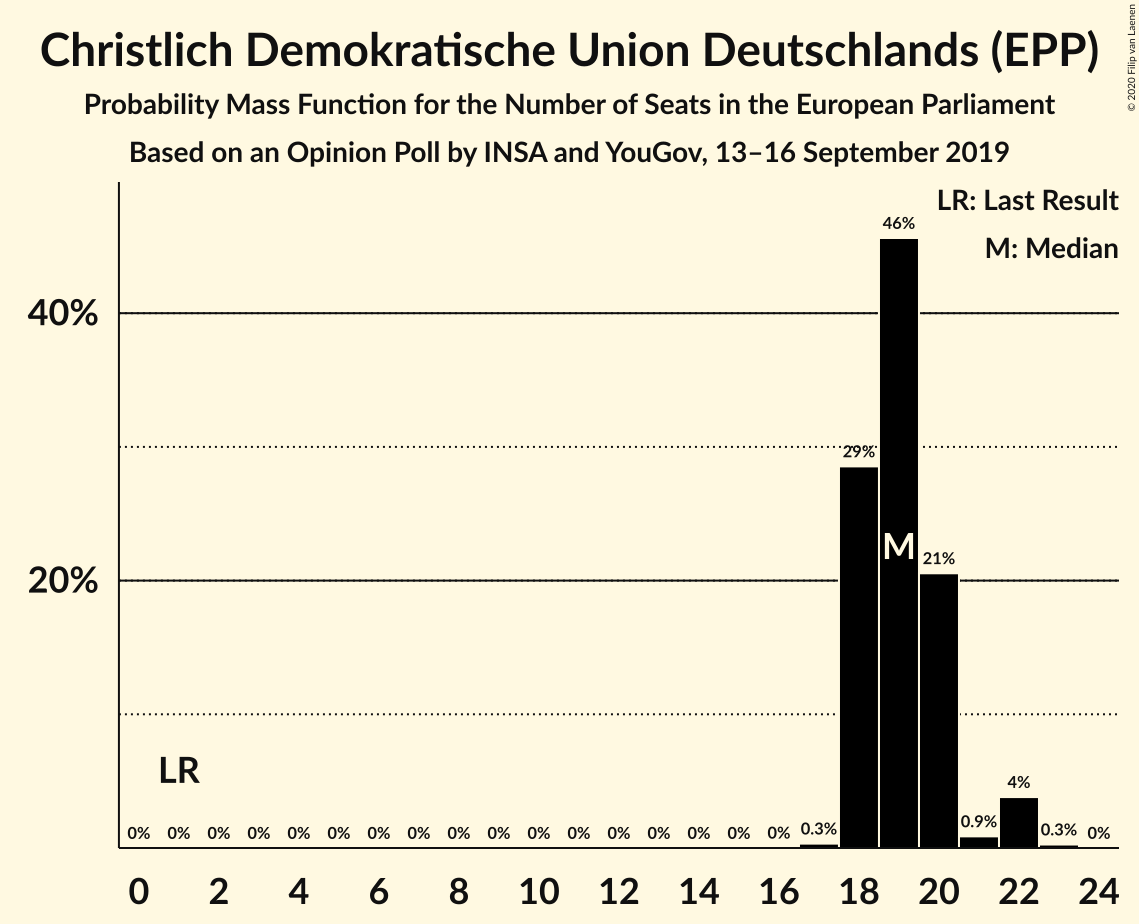 Christlich Demokratische Union Deutschlands (EPP)
Probability Mass Function for the Number of Seats in the European Parliament
Based on an Opinion Poll by INSA and YouGov, 13–16 September 2019
© 2020 Filip van Laenen
LR: Last Result
M: Median
46%
40%
29%
M
21%
20%
LR
4%
0% 0% 0% 0% 0% 0% 0% 0% 0% 0% 0% 0% 0% 0% 0% 0% 0% 0.3% 0.9% 0.3% 0%
0 2 4 6 8 10 12 14 16 18 20 22 24